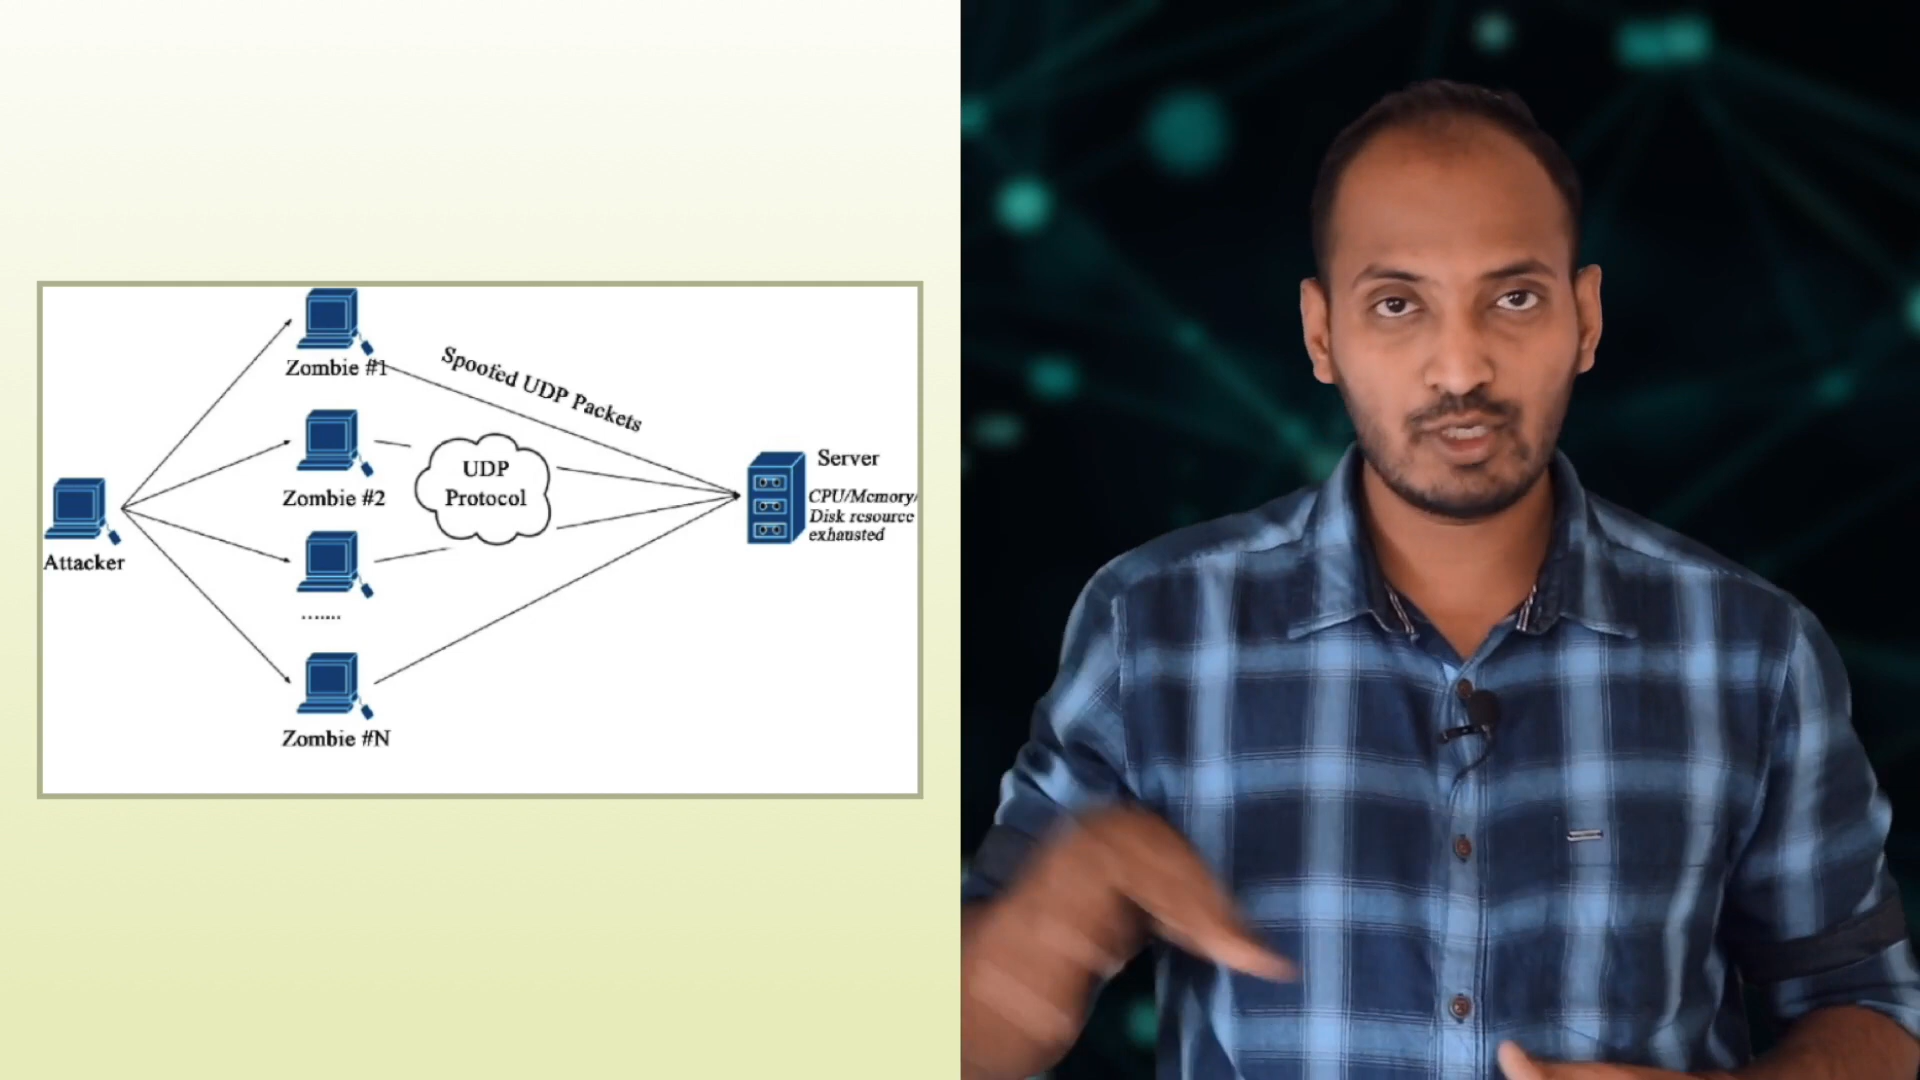 Zombie #1
Spoofed UDP Packets
Zombie #2
UDP
Protocol
Server
CPU/Memory/
Disk resource
exhausted
Attacker
.......
Zombie #N